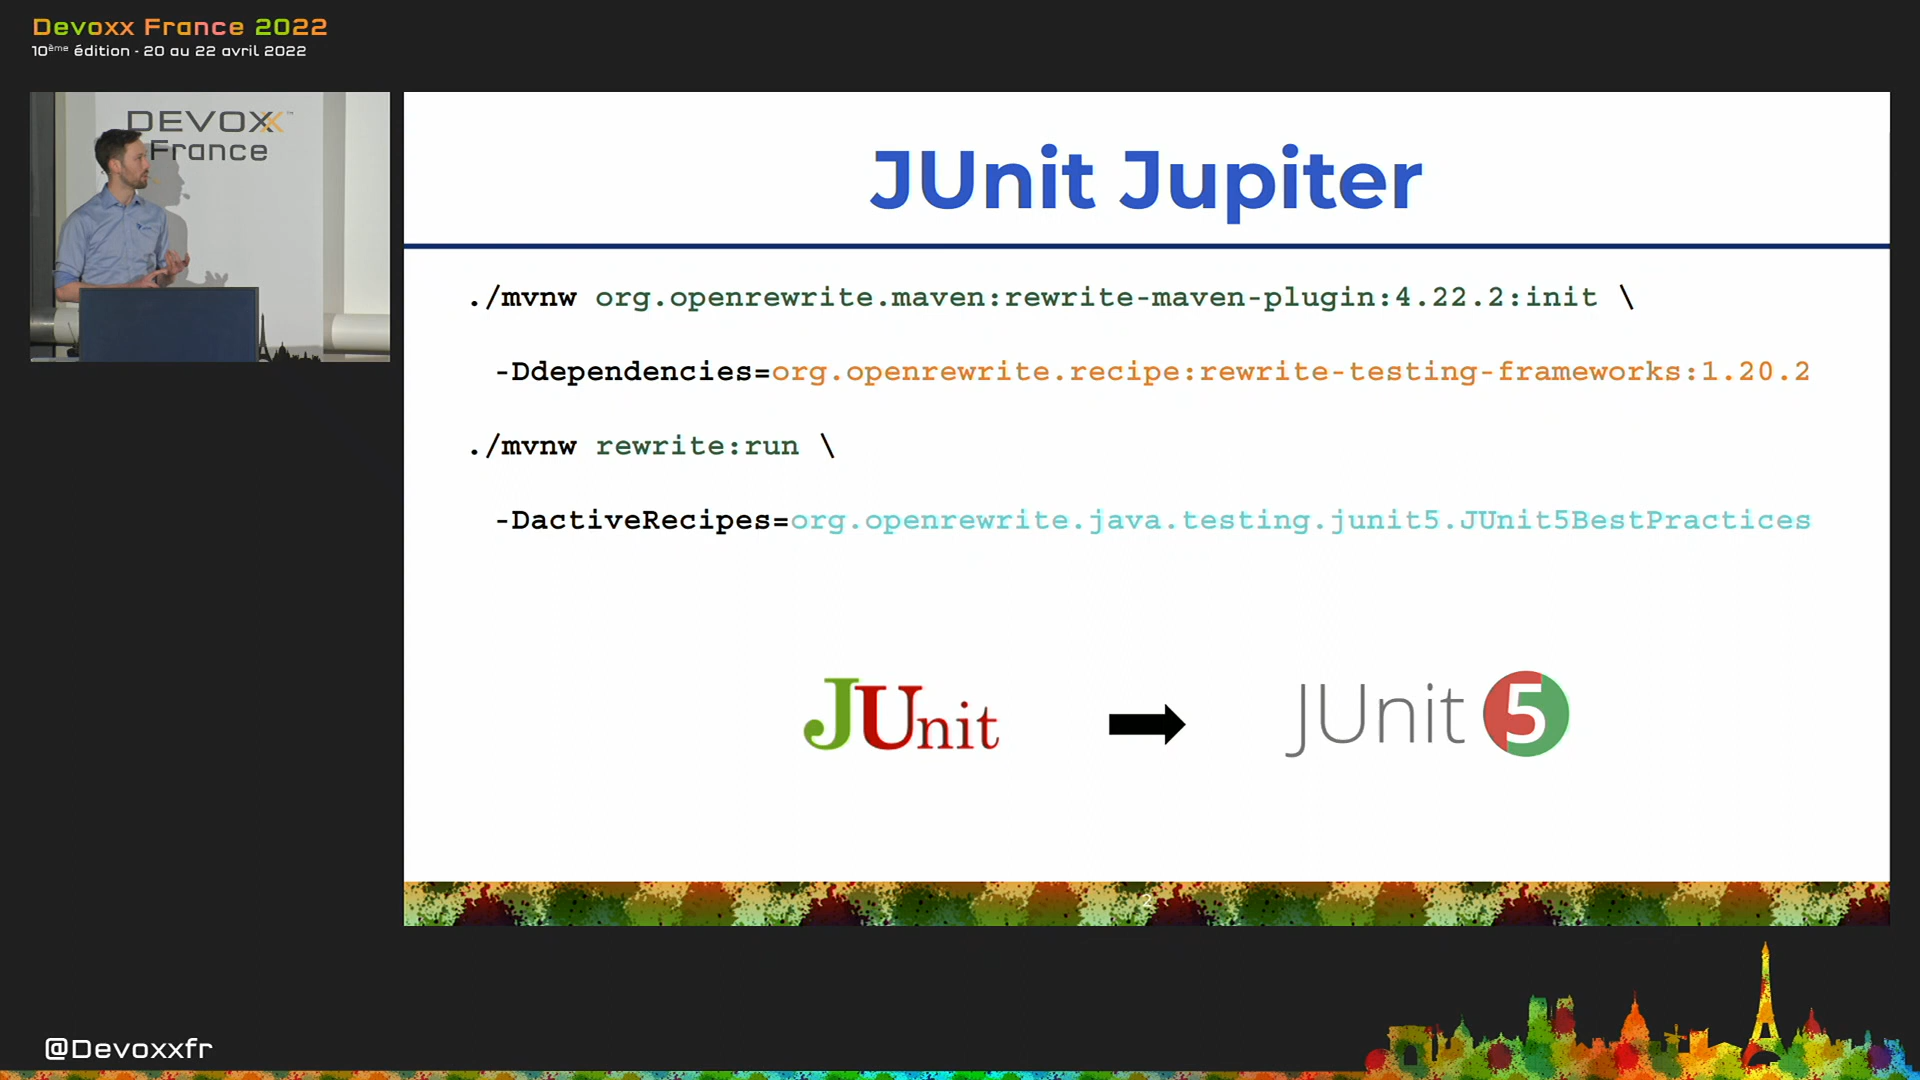 Devoxx France 2022
10ème édition - 20 au 22 avril 2022
DEVOXX™
France
JUnit Jupiter
./mvnw org.openrewrite.maven:rewrite-maven-plugin:4.22.2:init \
-Ddependencies=org.openrewrite.recipe:rewrite-testing-frameworks:1.20.2
./mvnw rewrite:run \
-DactiveRecipes=org.openrewrite.java.testing.junit5.JUnit5BestPractices
JUnit
JUnit 5
2
@Devoxxfr